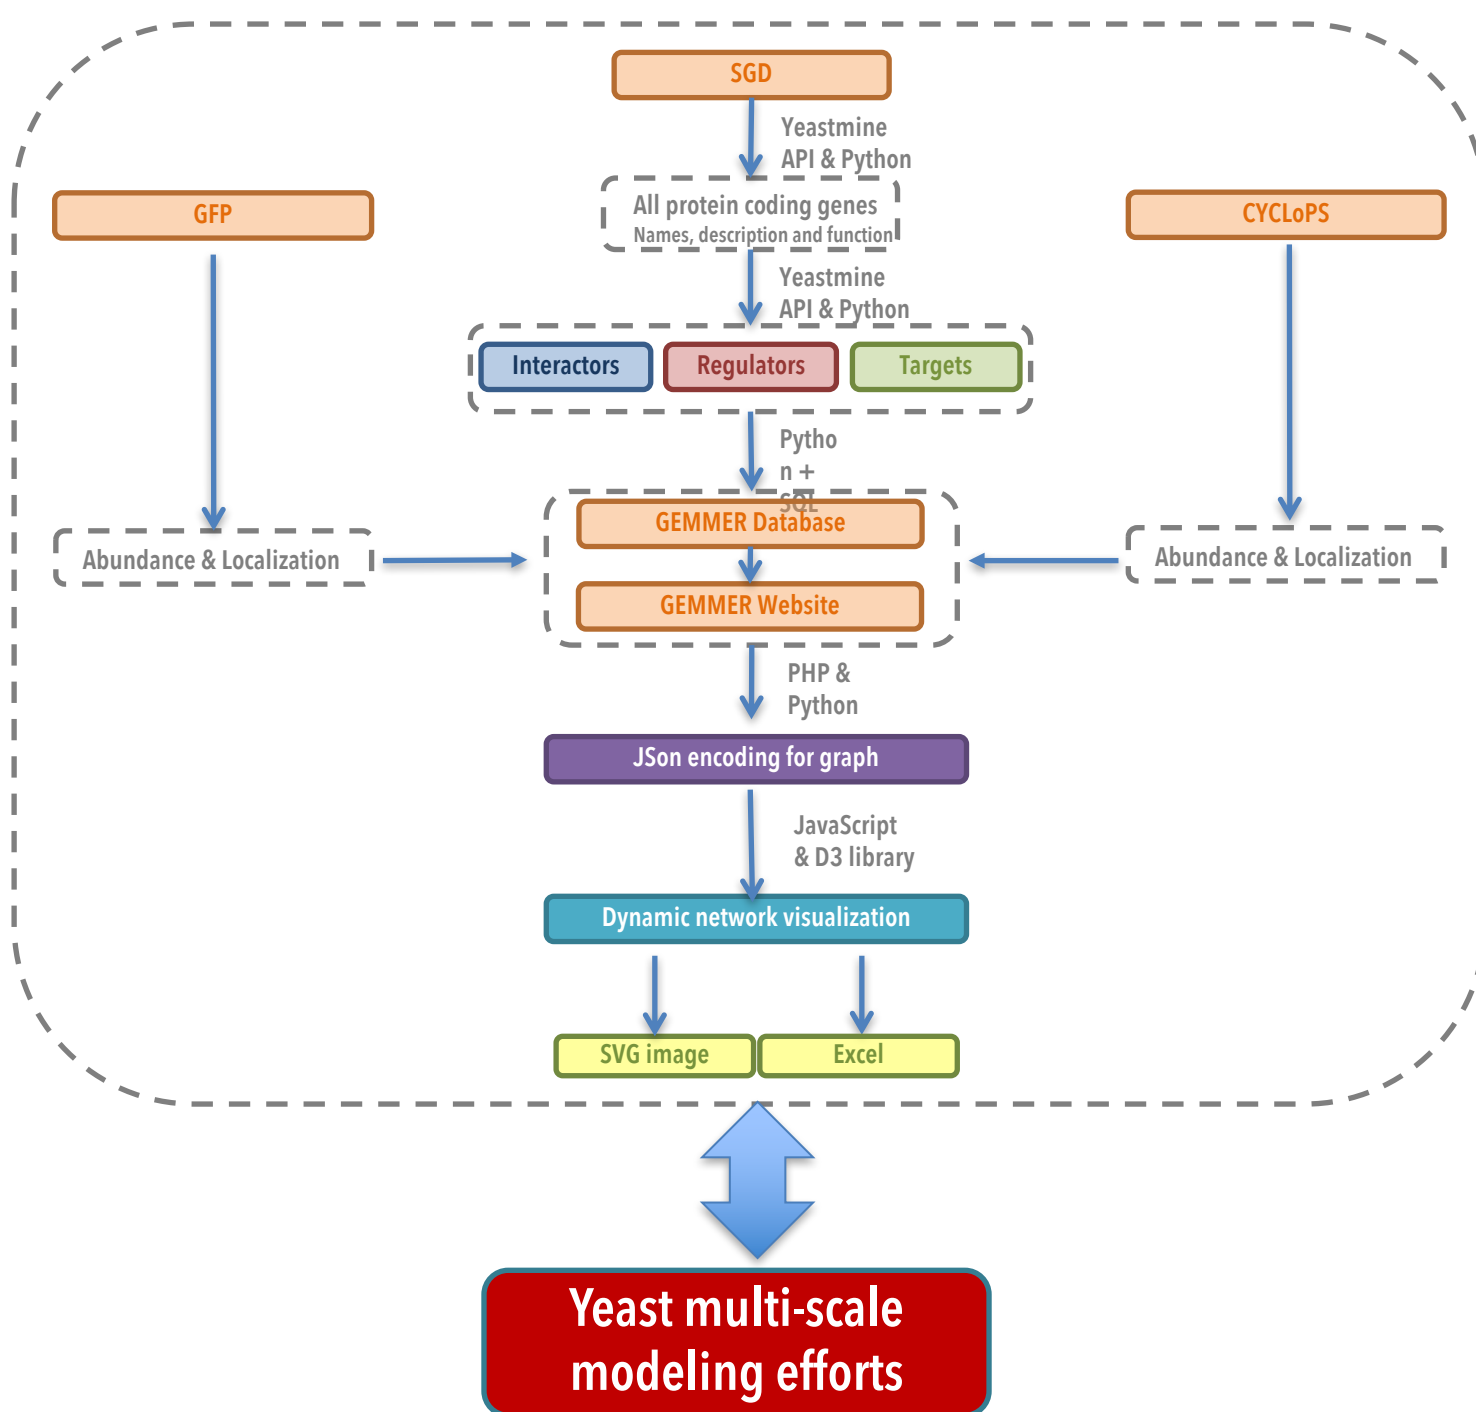 SGD
Yeastmine
API & Python
GFP
All protein coding genes
Names, description and function
CYCLoPS
Yeastmine
API & Python
Interactors
Regulators
Targets
Pytho
n +
SQL
GEMMER Database
Abundance & Localization
Abundance & Localization
GEMMER Website
PHP &
Python
JSon encoding for graph
JavaScript
& D3 library
Dynamic network visualization
SVG image
Excel
Yeast multi-scale
modeling efforts